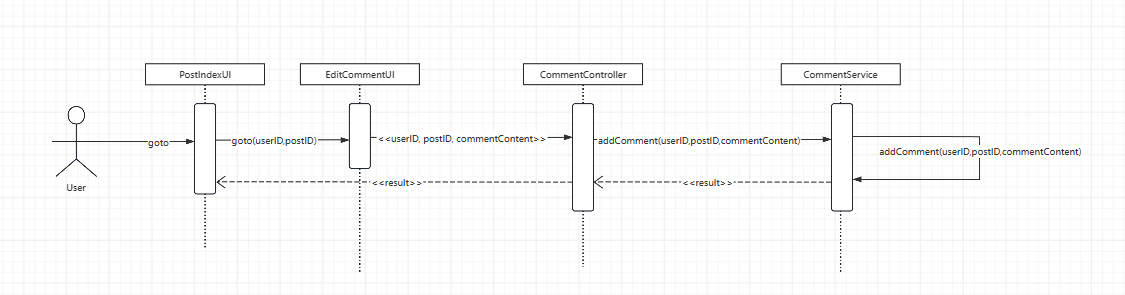 PostIndexUI
EditCommentUI
CommentController
CommentService
goto
goto(userID,postID)
<<userID, postID, commentContent>>
addComment(userID,postID,commentContent)
addComment(userID,postID,commentContent)
<<result>>
<<result>>
User